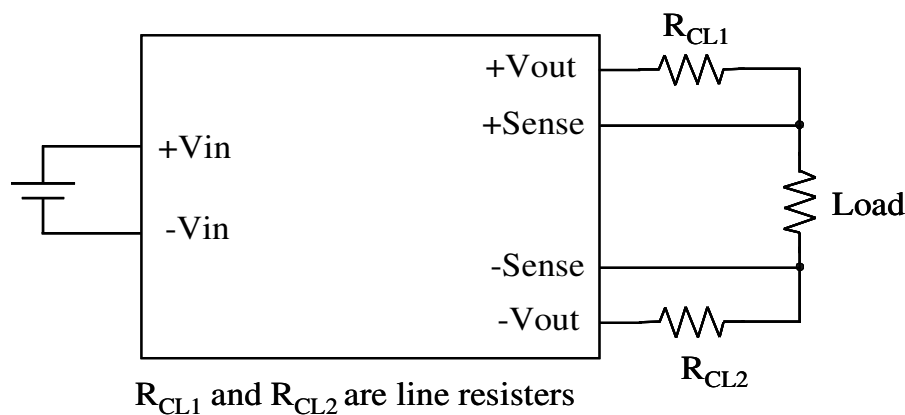 R_CL1
+Vout
+Sense
+Vin
Load
-Vin
-Sense
-Vout
R_CL2
R_CL1 and R_CL2 are line resisters